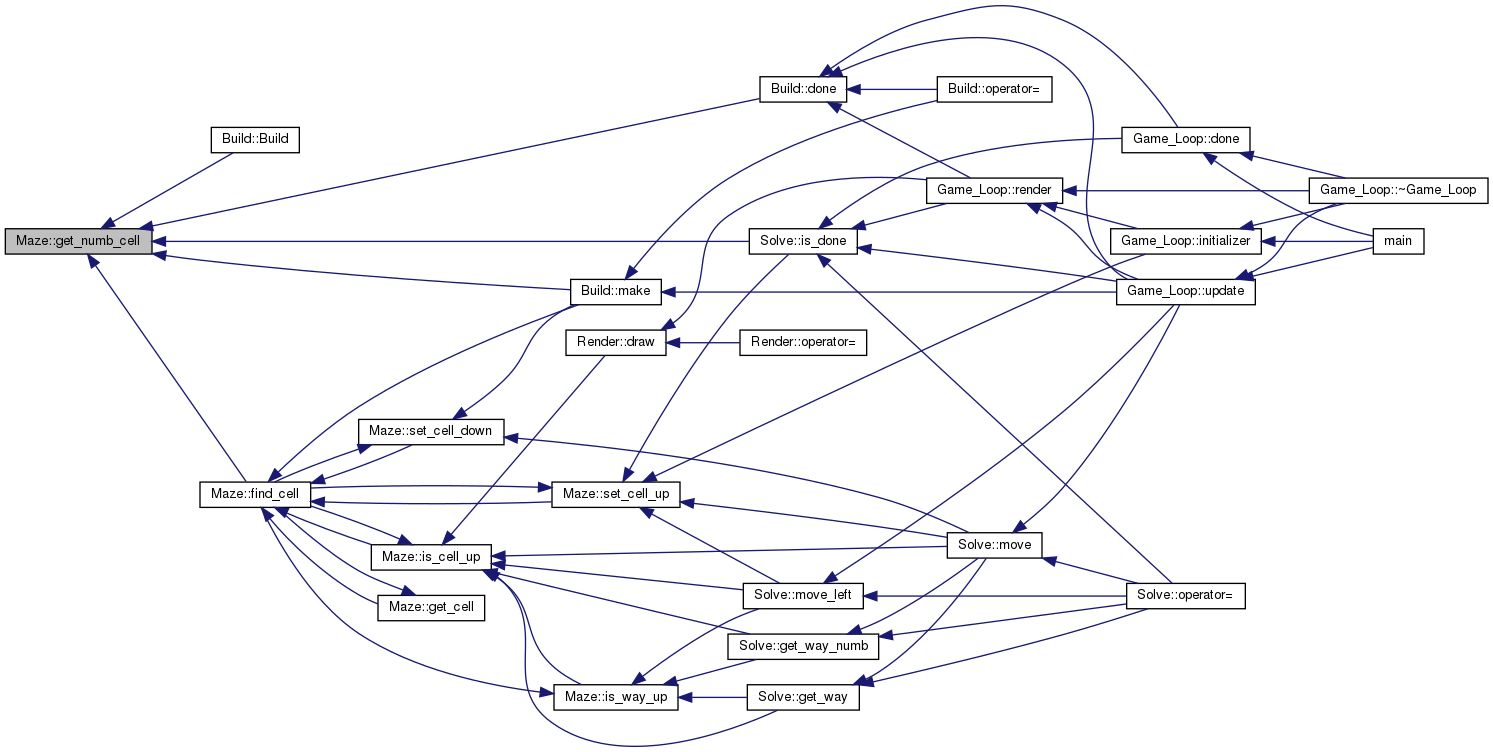 Build::done
Build::operator=
Build::Build
Game_Loop::done
Game_Loop::render
Game_Loop::~Game_Loop
Maze::get_numb_cell
Solve::is_done
Game_Loop::initializer
main
Build::make
Game_Loop::update
Render::draw
Render::operator=
Maze::set_cell_down
Maze::find_cell
Maze::set_cell_up
Maze::is_cell_up
Solve::move
Maze::get_cell
Solve::move_left
Solve::operator=
Solve::get_way_numb
Maze::is_way_up
Solve::get_way